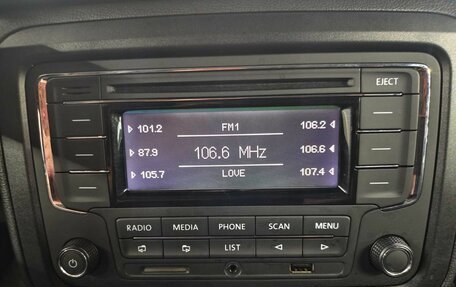 EJECT
101.2 FM1 106.2
87.9 106.6 MHz 106.6
105.7 LOVE 107.4
RADIO MEDIA PHONE SCAN MENU
LIST